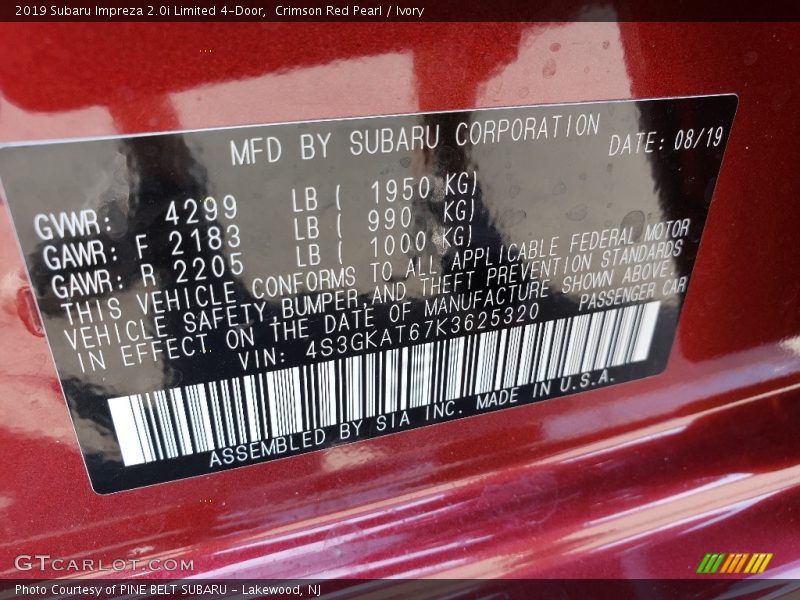 2019 Subaru Impreza 2.0i Limited 4-Door, Crimson Red Pearl / Ivory
MFD BY SUBARU CORPORATION
DATE: 08/19
GVWR: 4299 LB ( 1950 KG)
GAWR: F 2183 LB ( 990 KG)
GAWR: R 2205 LB ( 1000 KG)
THIS VEHICLE CONFORMS TO ALL APPLICABLE FEDERAL MOTOR
VEHICLE SAFETY, BUMPER AND THEFT PREVENTION STANDARDS
IN EFFECT ON THE DATE OF MANUFACTURE SHOWN ABOVE.
VIN: 4S3GKAT67K3625320 PASSENGER CAR
ASSEMBLED BY SIA INC. MADE IN U.S.A.
GTCARLOT.COM
Photo Courtesy of PINE BELT SUBARU - Lakewood, NJ